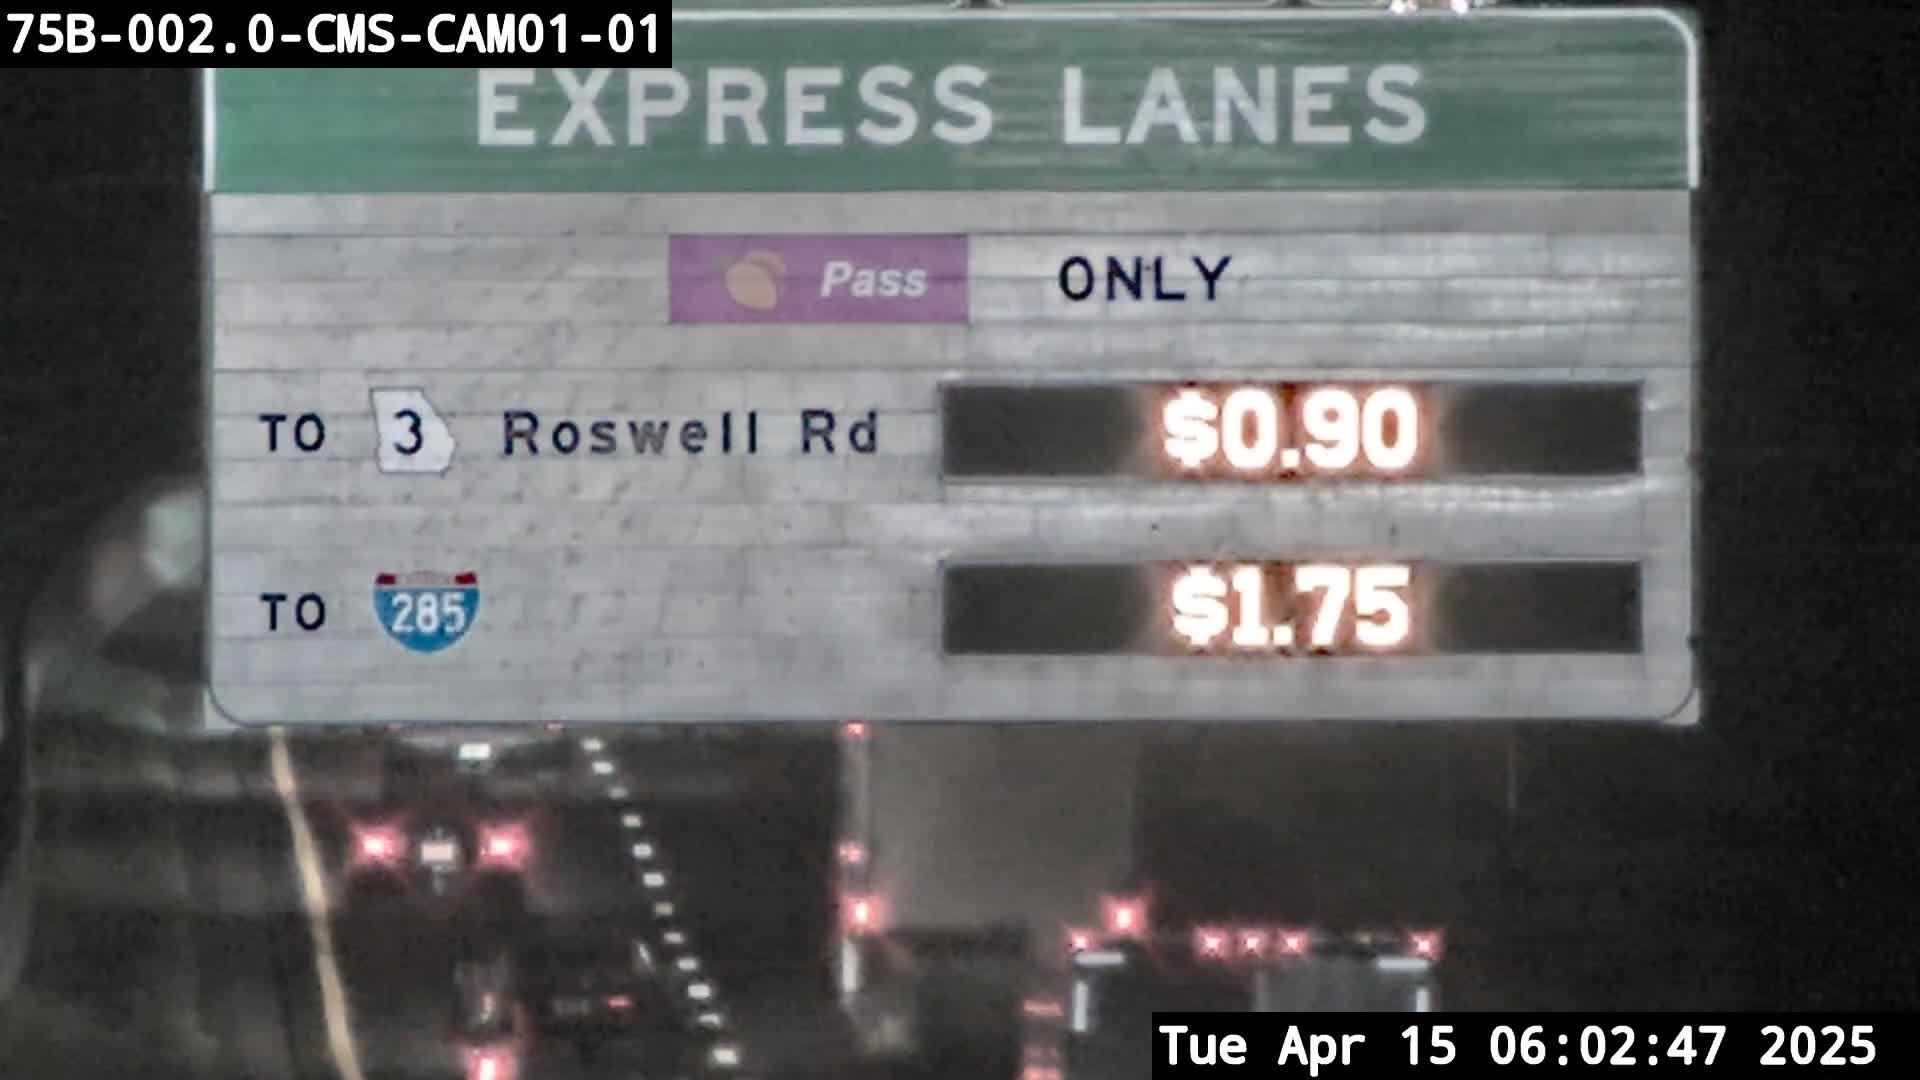 75B-002.0-CMS-CAM01-01
EXPRESS LANES
Pass ONLY
TO 3 Roswell Rd $0.90
TO 285 $1.75
Tue Apr 15 06:02:47 2025